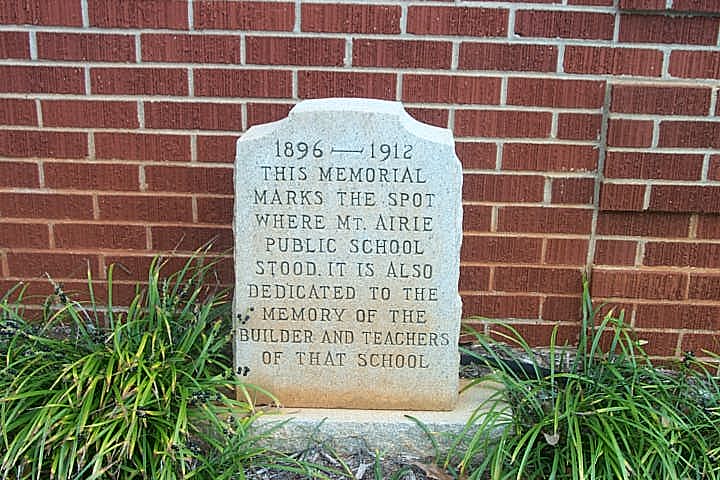 1896 — 1912
THIS MEMORIAL
MARKS THE SPOT
WHERE MT. AIRIE
PUBLIC SCHOOL
STOOD. IT IS ALSO
DEDICATED TO THE
MEMORY OF THE
BUILDER AND TEACHERS
OF THAT SCHOOL